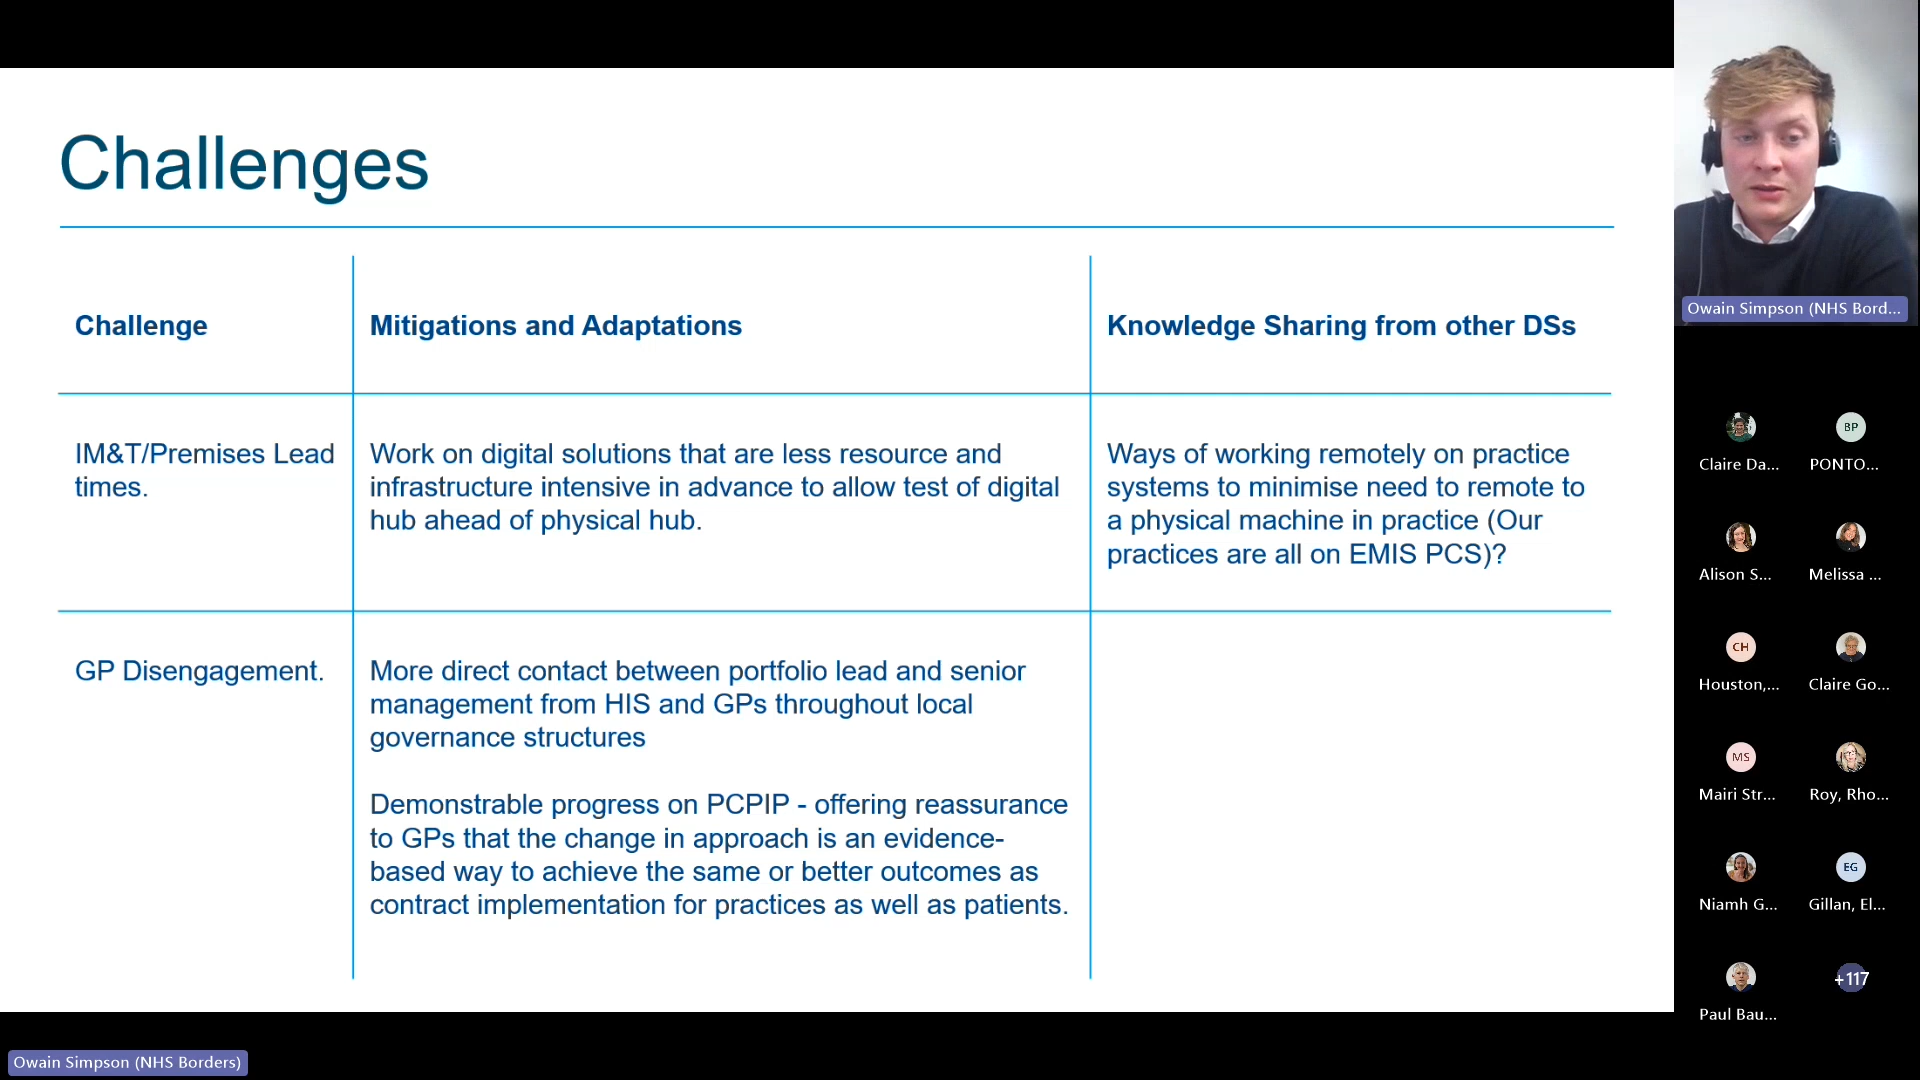 Challenges
Challenge
Mitigations and Adaptations
Knowledge Sharing from other DSs
IM&T/Premises Lead
times.
Work on digital solutions that are less resource and
infrastructure intensive in advance to allow test of digital
hub ahead of physical hub.
Ways of working remotely on practice
systems to minimise need to remote to
a physical machine in practice (Our
practices are all on EMIS PCS)?
GP Disengagement.
More direct contact between portfolio lead and senior
management from HIS and GPs throughout local
governance structures
Demonstrable progress on PCPIP - offering reassurance
to GPs that the change in approach is an evidence-
based way to achieve the same or better outcomes as
contract implementation for practices as well as patients.
Owain Simpson (NHS Bord...
BP
Claire Da...
PONTO...
Alison S...
Melissa ...
CH
Houston,...
Claire Go...
MS
Mairi Str...
Roy, Rho...
EG
Niamh G...
Gillan, El...
+117
Paul Bau...
Owain Simpson (NHS Borders)